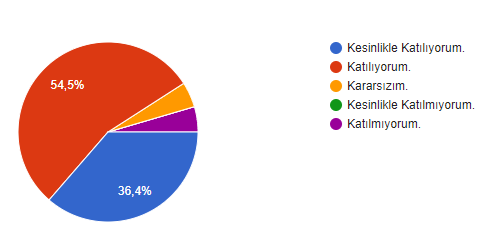 54,5%
36,4%
Kesinlikle Katılıyorum.
Katılıyorum.
Kararsızım.
Kesinlikle Katılmıyorum.
Katılmıyorum.